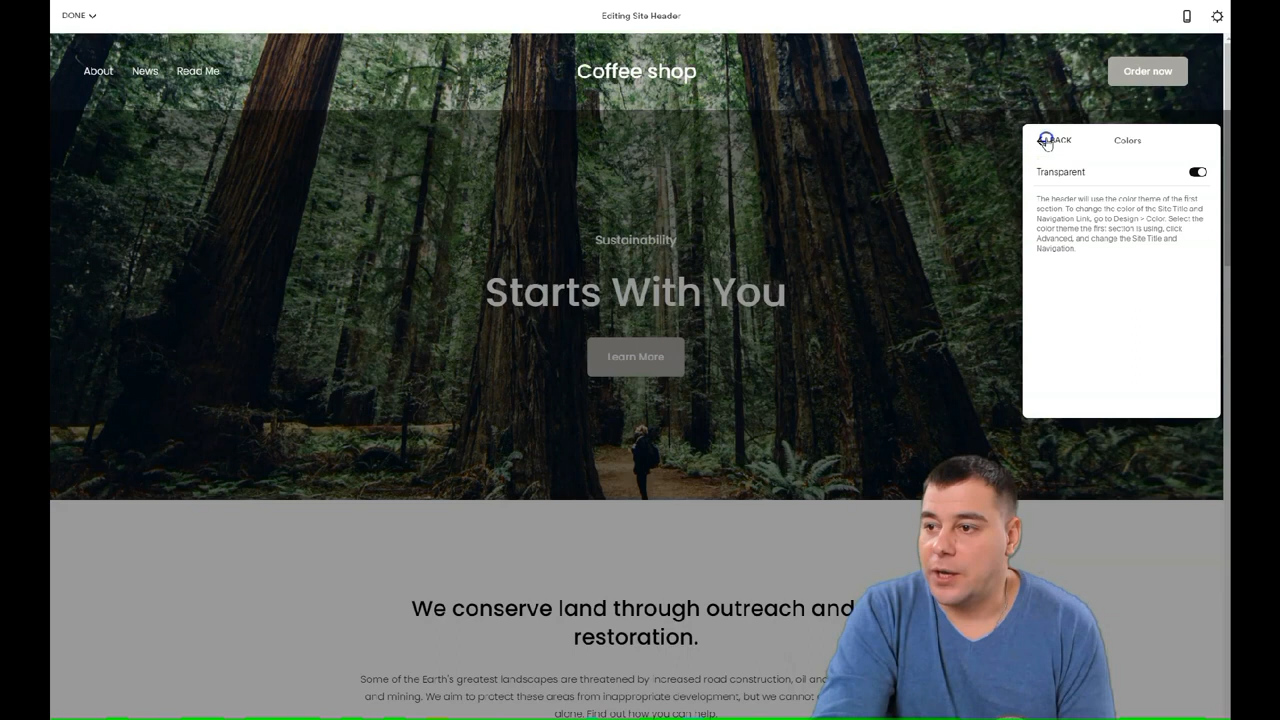 DONE
Editing Site Header
About News Read Me
Coffee shop
Order now
BACK
Colors
Transparent
The header will use the color theme of the first
section. To change the color of the Site Title and
Navigation Link, go to Design > Color. Select the
color theme the first section is using, click
Advanced, and change the Site Title and
Navigation.
Sustainability
Starts With You
Learn More
We conserve land through outreach and
restoration.
Some of the Earth's greatest landscapes are threatened by increased road construction, oil
and mining. We aim to protect these areas from inappropriate development, but we cannot
alone. Find out how you can help.